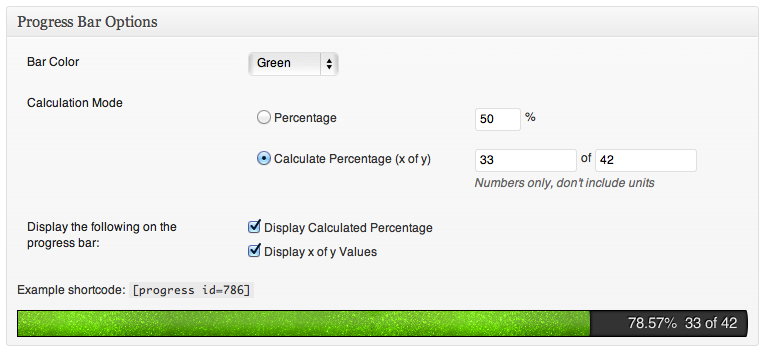 Progress Bar Options
Bar Color
Green
Calculation Mode
Percentage
50 %
Calculate Percentage (x of y)
33 of 42
Numbers only, don't include units
Display the following on the
progress bar:
Display Calculated Percentage
Display x of y Values
Example shortcode: [progress id=786]
78.57% 33 of 42